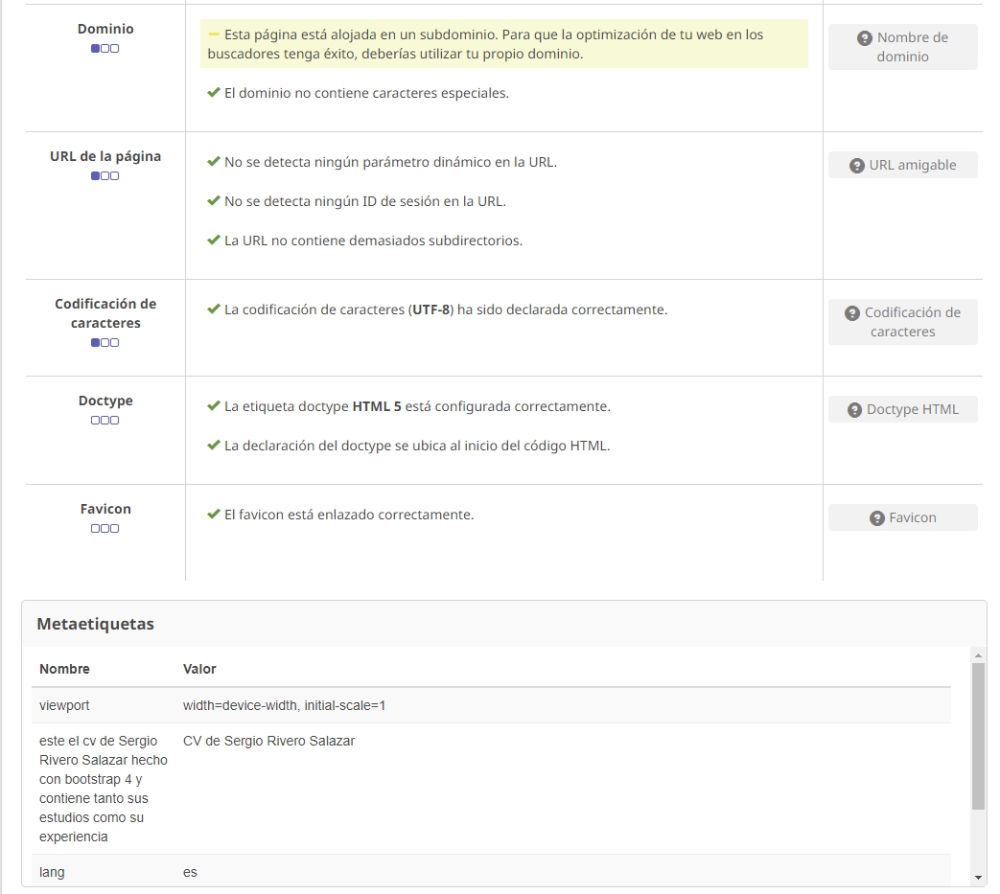 Dominio
Esta página está alojada en un subdominio. Para que la optimización de tu web en los
buscadores tenga éxito, deberías utilizar tu propio dominio.
El dominio no contiene caracteres especiales.
Nombre de
dominio
URL de la página
No se detecta ningún parámetro dinámico en la URL.
No se detecta ningún ID de sesión en la URL.
La URL no contiene demasiados subdirectorios.
URL amigable
Codificación de
caracteres
La codificación de caracteres (UTF-8) ha sido declarada correctamente.
Codificación de
caracteres
Doctype
La etiqueta doctype HTML 5 está configurada correctamente.
La declaración del doctype se ubica al inicio del código HTML.
Doctype HTML
Favicon
El favicon está enlazado correctamente.
Favicon
Metaetiquetas
Nombre Valor
viewport width=device-width, initial-scale=1
este el cv de Sergio CV de Sergio Rivero Salazar
Rivero Salazar hecho
con bootstrap 4 y
contiene tanto sus
estudios como su
experiencia
lang es